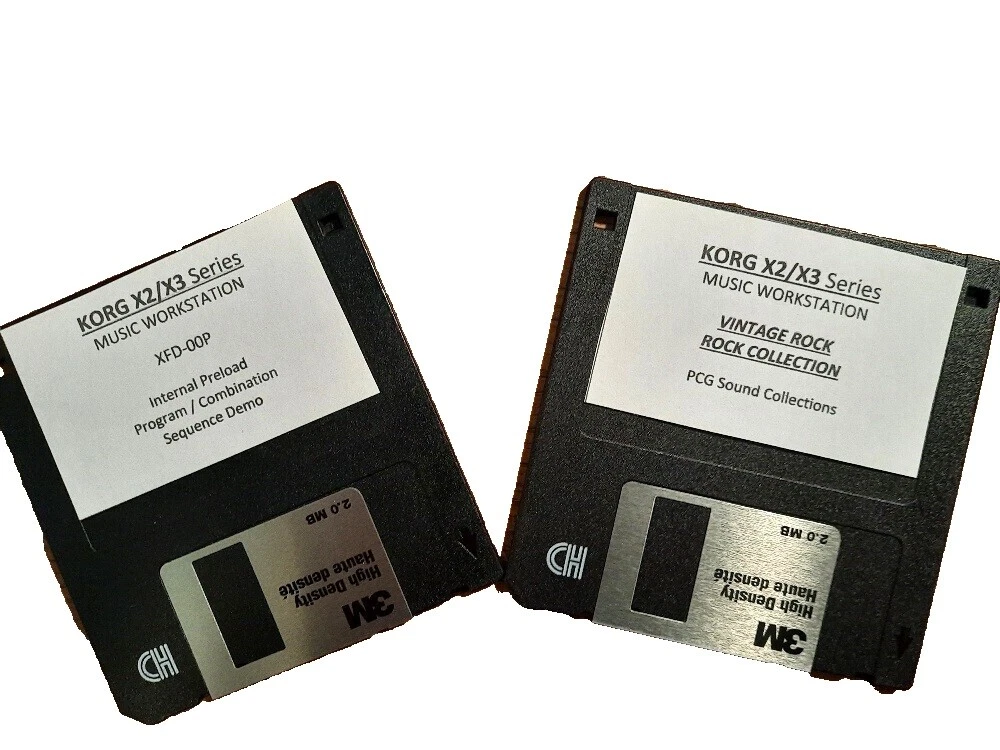 KORG X2/X3 Series
MUSIC WORKSTATION
XFD-00P
Internal Preload
Program / Combination
Sequence Demo
2.0 MB
High Density
Haute densité
3M
HD
KORG X2/X3 Series
MUSIC WORKSTATION
VINTAGE ROCK
ROCK COLLECTION
PCG Sound Collections
2.0 MB
High Density
Haute densité
3M
HD